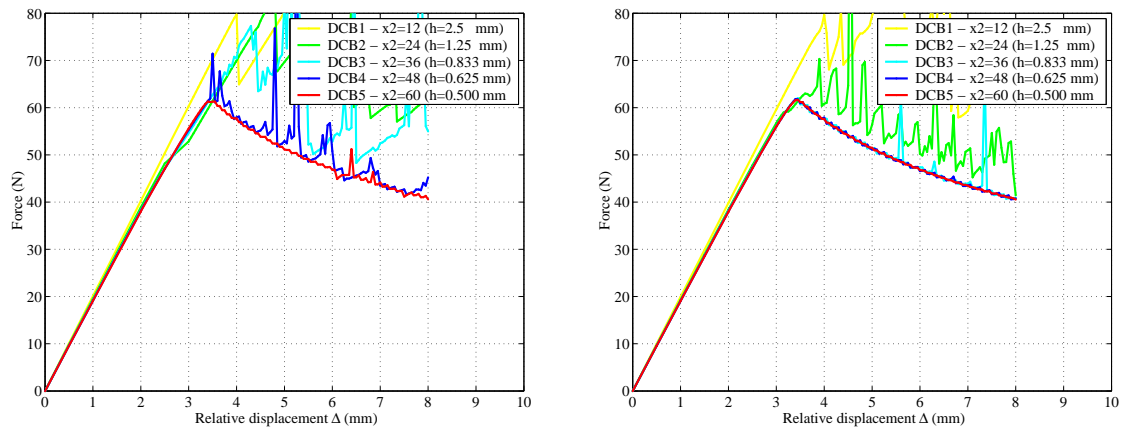 80
70
60
50
40
30
20
10
0
Force (N)
0 1 2 3 4 5 6 7 8 9 10
Relative displacement Δ (mm)
DCB1 − x2=12 (h=2.5 mm)
DCB2 − x2=24 (h=1.25 mm)
DCB3 − x2=36 (h=0.833 mm)
DCB4 − x2=48 (h=0.625 mm)
DCB5 − x2=60 (h=0.500 mm
80
70
60
50
40
30
20
10
0
Force (N)
0 1 2 3 4 5 6 7 8 9 10
Relative displacement Δ (mm)
DCB1 − x2=12 (h=2.5 mm)
DCB2 − x2=24 (h=1.25 mm)
DCB3 − x2=36 (h=0.833 mm)
DCB4 − x2=48 (h=0.625 mm)
DCB5 − x2=60 (h=0.500 mm